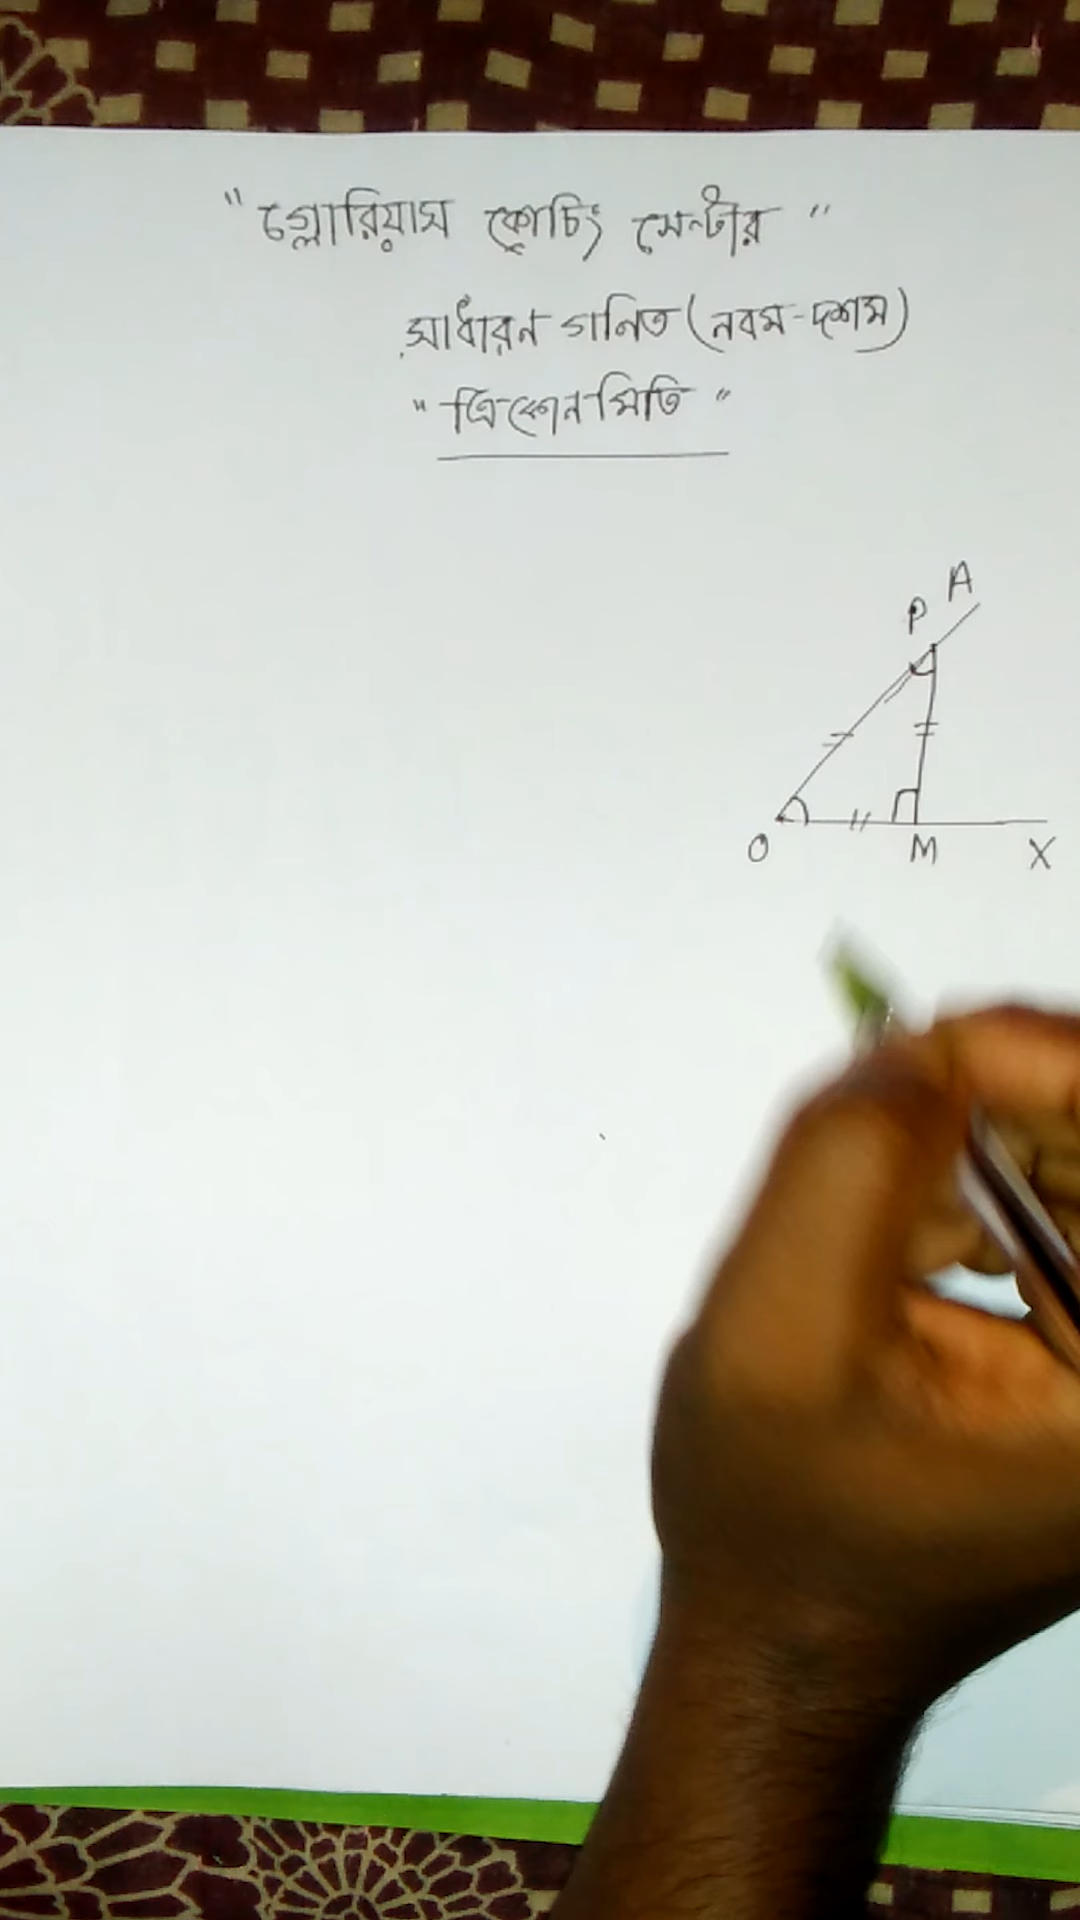 "গ্লোরিয়াস কোচিং সেন্টার"
সাধারন গনিত (নবম-দশম)
"ত্রিকোনমিতি"
A
P
O M X